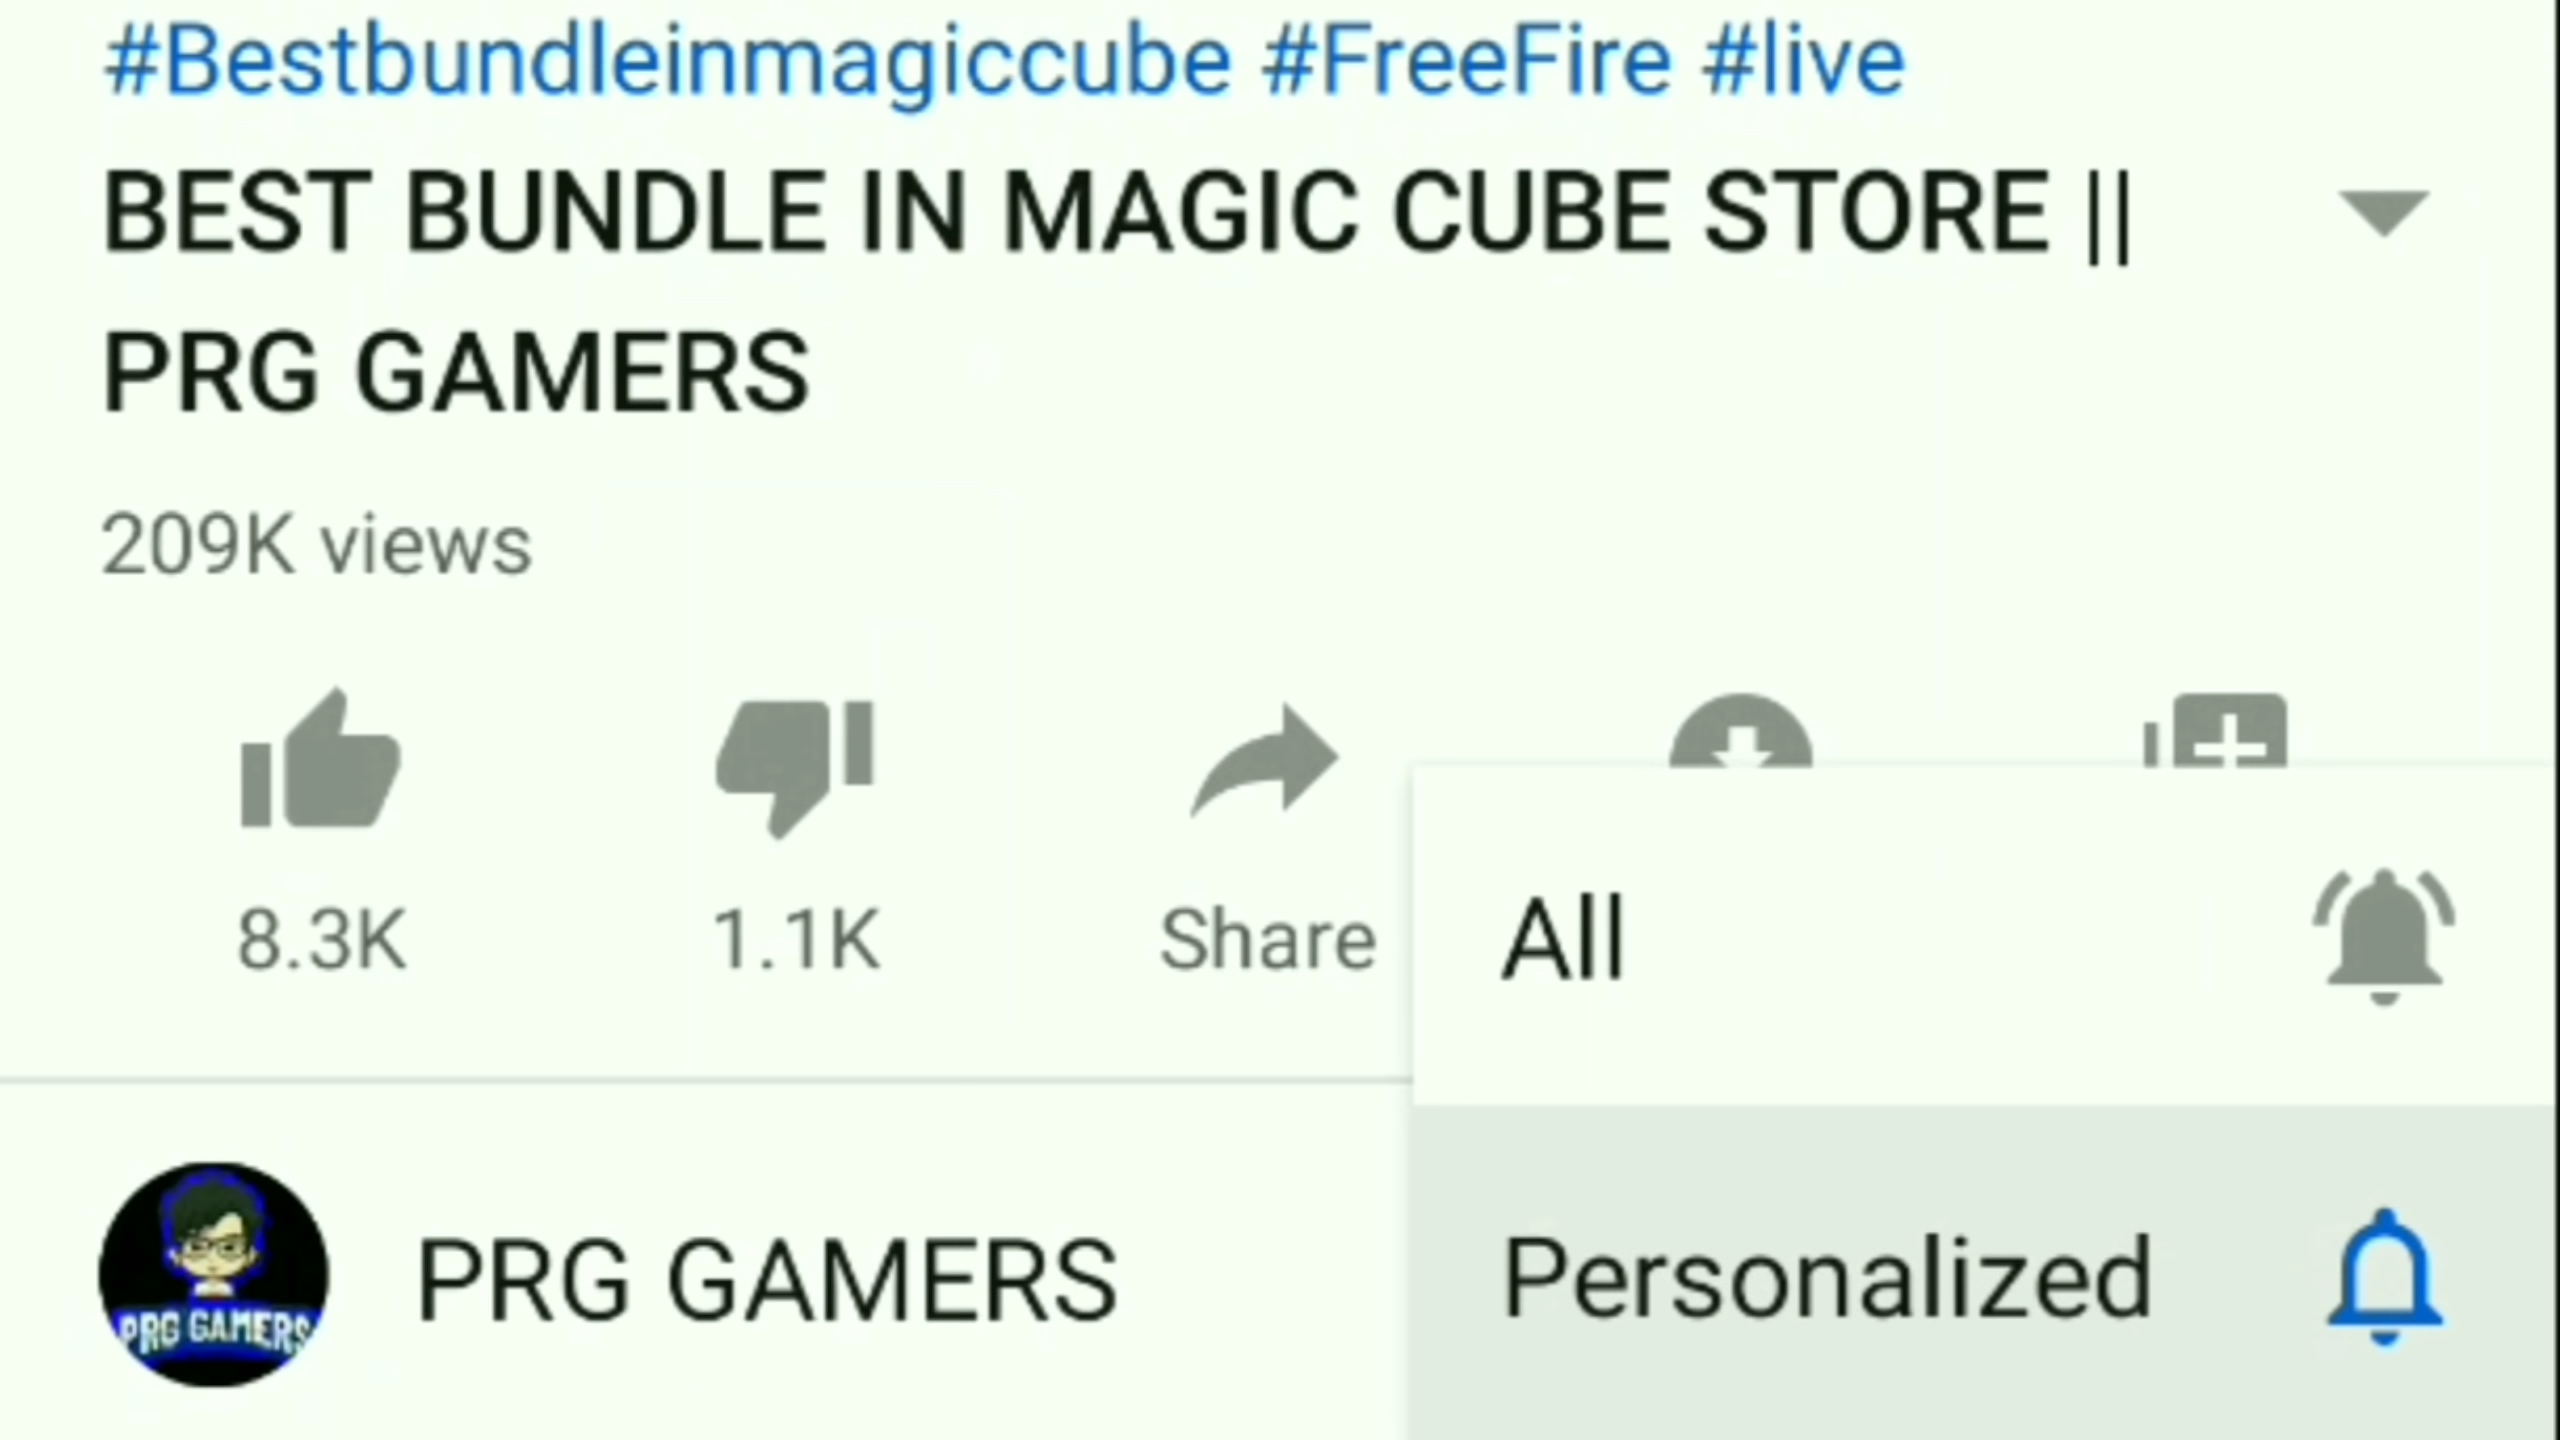 #Bestbundleinmagiccube #FreeFire #live
BEST BUNDLE IN MAGIC CUBE STORE ||
PRG GAMERS
209K views
8.3K
1.1K
Share
All
PRG GAMERS
PRG GAMERS
Personalized